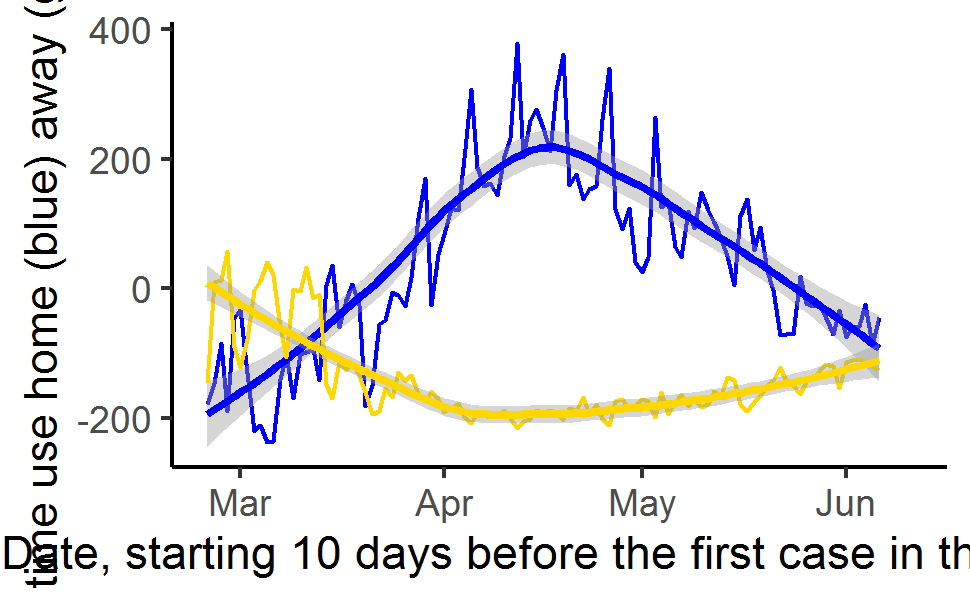 time use home (blue) away (
400
200
0
-200
Mar Apr May Jun
Date, starting 10 days before the first case in th